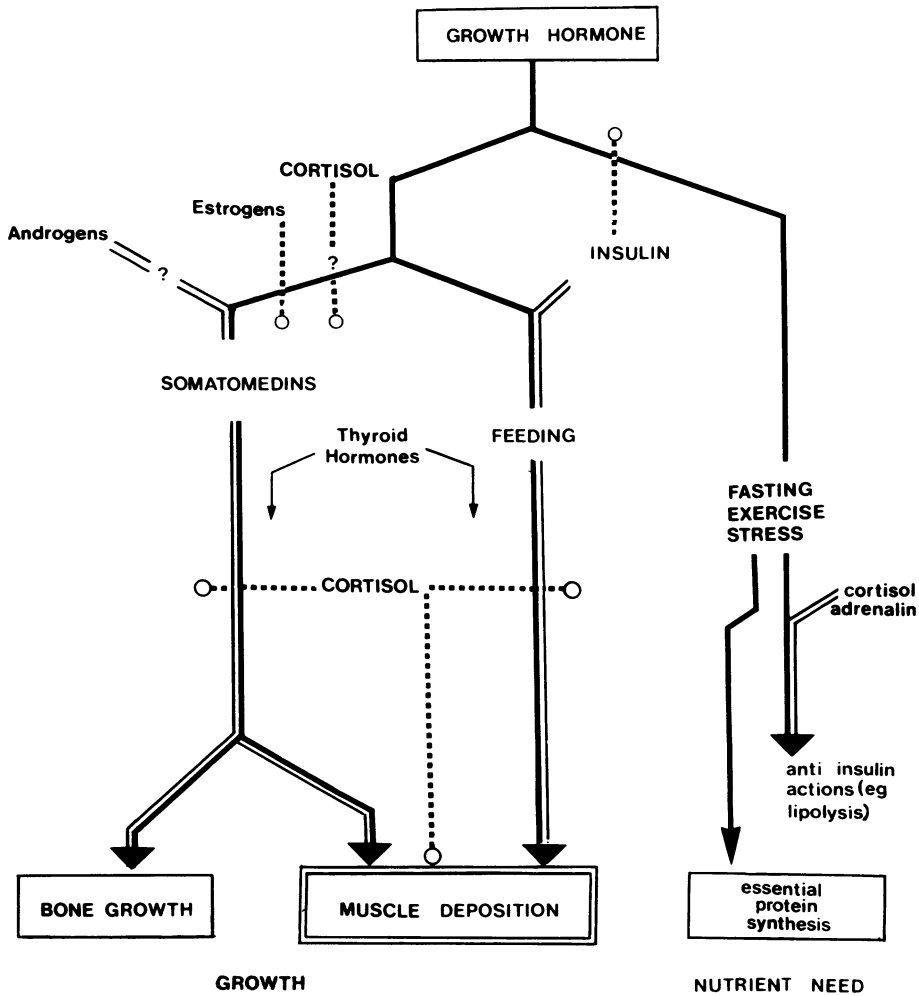 GROWTH HORMONE
CORTISOL
Estrogens
Androgens
?
?
INSULIN
SOMATOMEDINS
Thyroid
Hormones
FEEDING
FASTING
EXERCISE
STRESS
CORTISOL
cortisol
adrenalin
anti insulin
actions (eg
lipolysis)
BONE GROWTH
MUSCLE DEPOSITION
essential
protein
synthesis
GROWTH
NUTRIENT NEED